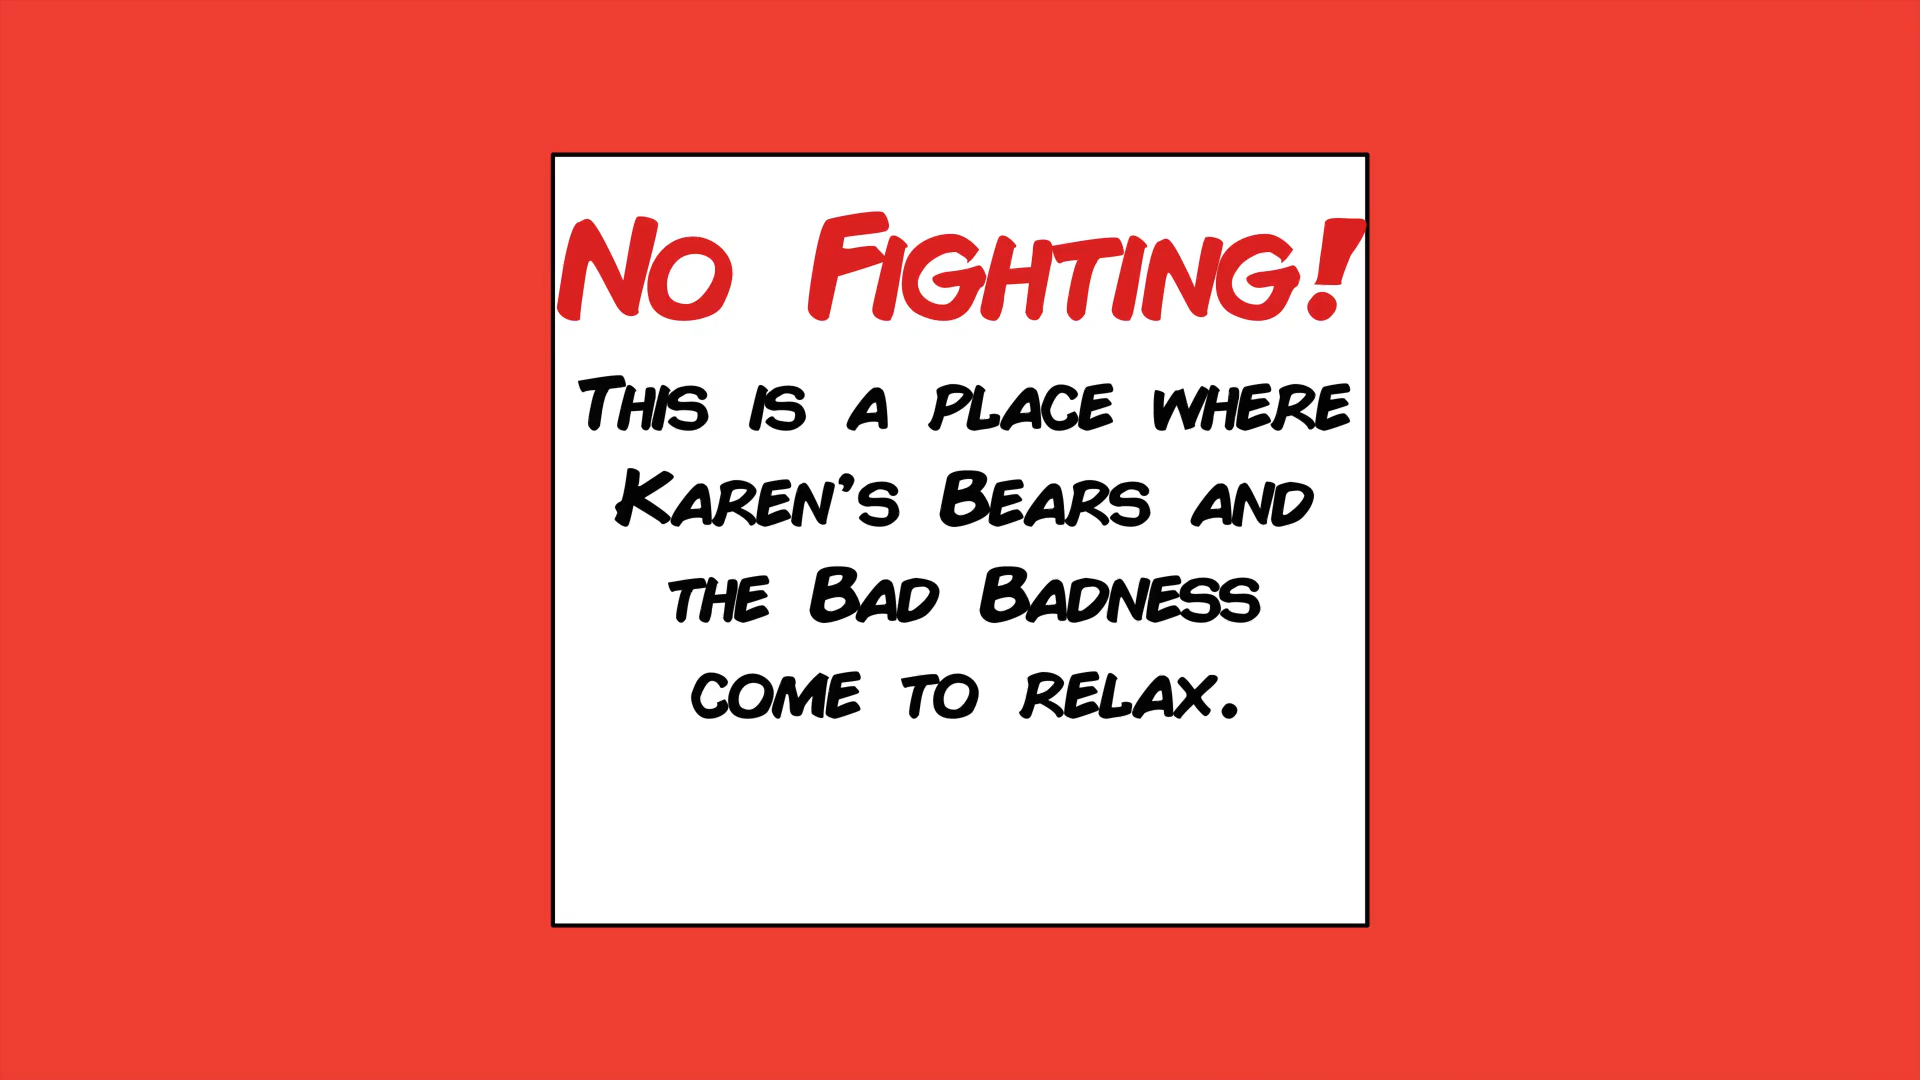 No Fighting!
This is a place where
Karen's Bears and
the Bad Badness
come to relax.